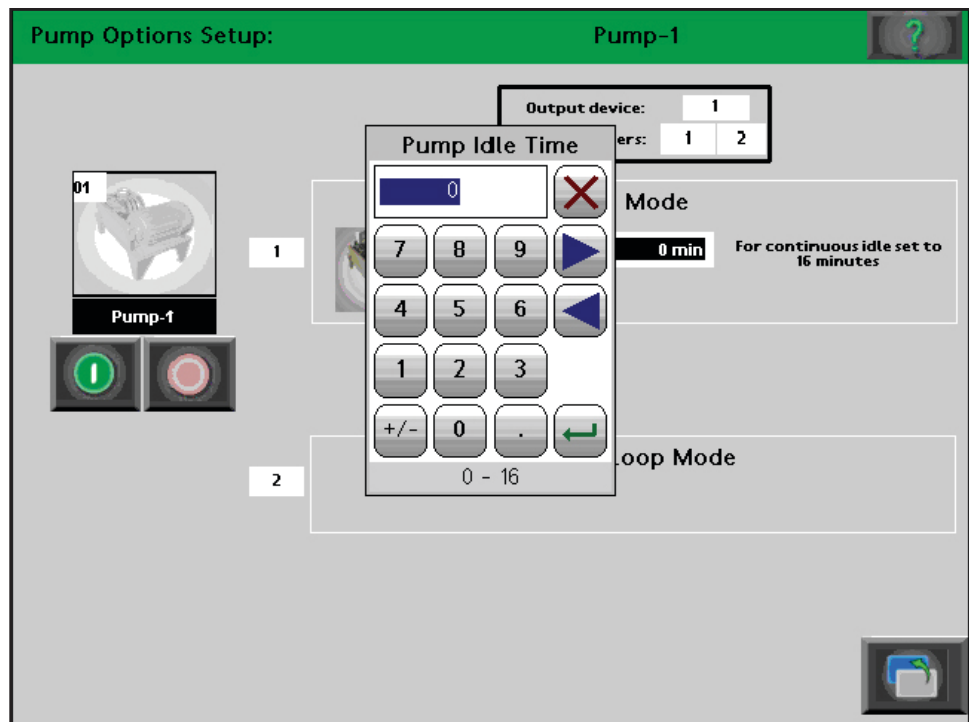 Pump Options Setup: Pump-1
?
Output device: 1
ers: 1 2
Pump Idle Time
0
01
Mode
1
7 8 9
0 min
For continuous idle set to
16 minutes
4 5 6
Pump-1
1 2 3
+/- 0 .
oop Mode
2
0 - 16